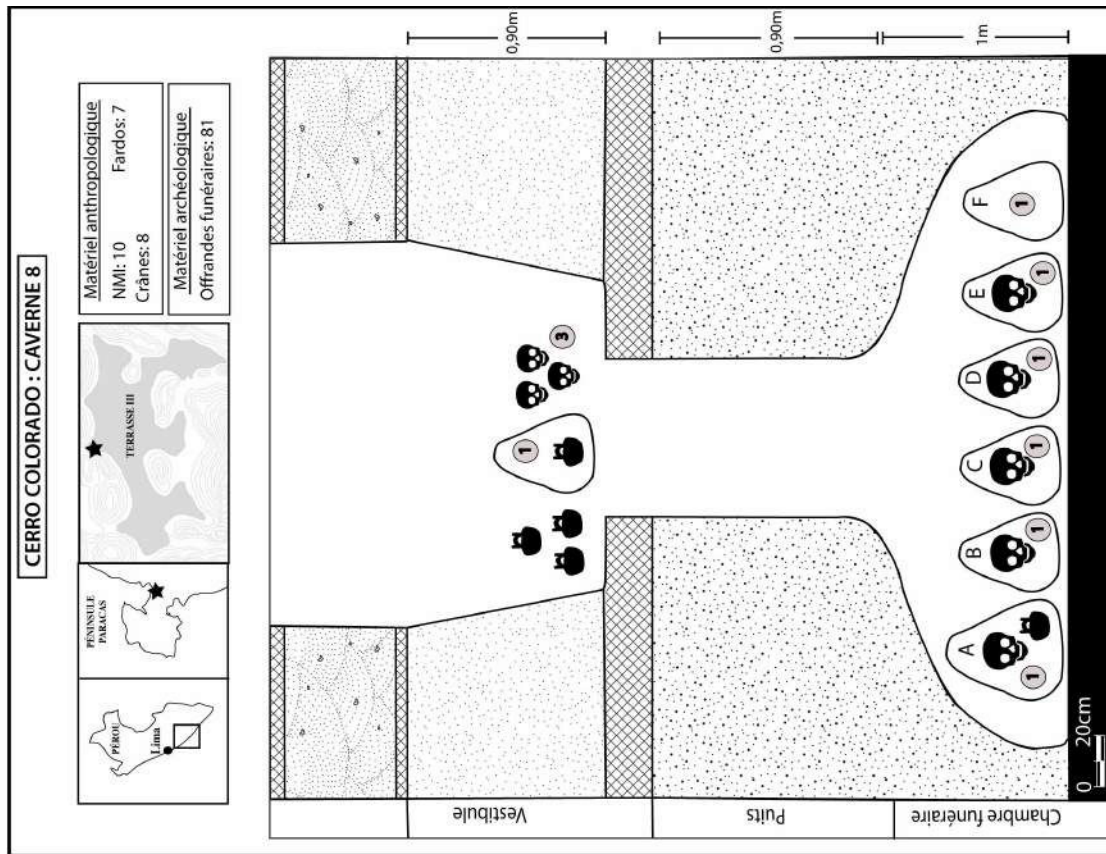 CERRO COLORADO : CAVERNE 8
PÉROU
Lima
PÉNINSULE
PARACAS
TERRASSE III
Matériel anthropologique
NMI: 10 Fardos: 7
Crânes: 8
Matériel archéologique
Offrandes funéraires: 81
Vestibule
Puits
Chambre funéraire
0,90m
0,90m
1m
1
3
A
1
B
1
C
1
D
1
E
1
F
1
0 20cm